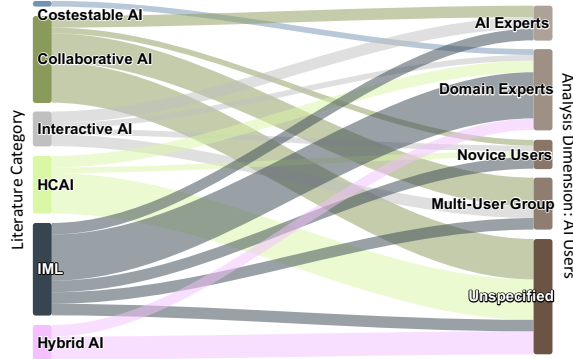 Costestable AI
Collaborative AI
Interactive AI
HCAI
IML
Hybrid AI
Literature Category
AI Experts
Domain Experts
Novice Users
Multi-User Group
Unspecified
Analysis Dimension: AI Users